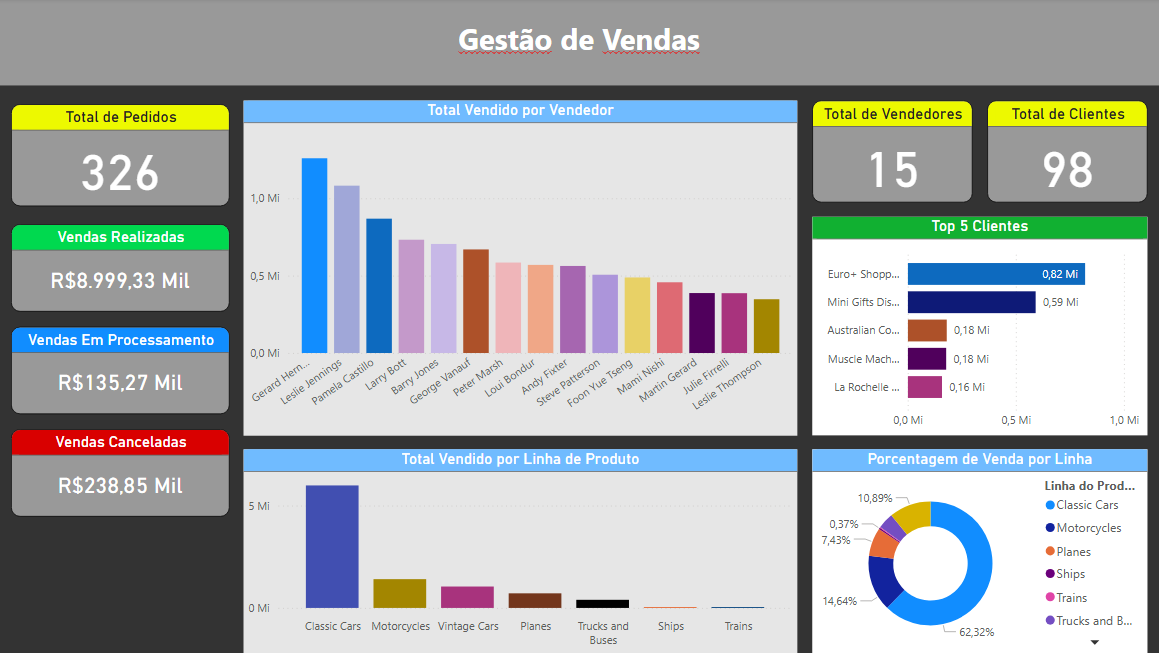 Gestão de Vendas
Total de Pedidos
326
Vendas Realizadas
R$8.999,33 Mil
Vendas Em Processamento
R$135,27 Mil
Vendas Canceladas
R$238,85 Mil
Total Vendido por Vendedor
1,0 Mi
0,5 Mi
0,0 Mi
Gerard Hern...
Leslie Jennings
Pamela Castillo
Larry Bott
Barry Jones
George Vanauf
Peter Marsh
Loui Bondur
Andy Fixter
Steve Patterson
Foon Yue Tseng
Mami Nishi
Martin Gerard
Julie Firrelli
Leslie Thompson
Total de Vendedores
15
Total de Clientes
98
Top 5 Clientes
Euro+ Shopp...
0,82 Mi
Mini Gifts Dis...
0,59 Mi
Australian Co...
0,18 Mi
Muscle Mach...
0,18 Mi
La Rochelle ...
0,16 Mi
0,0 Mi
0,5 Mi
1,0 Mi
Total Vendido por Linha de Produto
5 Mi
0 Mi
Classic Cars
Motorcycles
Vintage Cars
Planes
Trucks and
Buses
Ships
Trains
Porcentagem de Venda por Linha
10,89%
0,37%
7,43%
14,64%
62,32%
Linha do Prod...
Classic Cars
Motorcycles
Planes
Ships
Trains
Trucks and B...